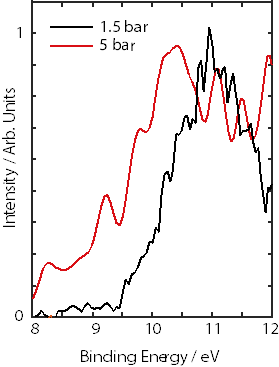 1.5 bar
5 bar
1
Intensity / Arb. Units
0
8 9 10 11 12
Binding Energy / eV